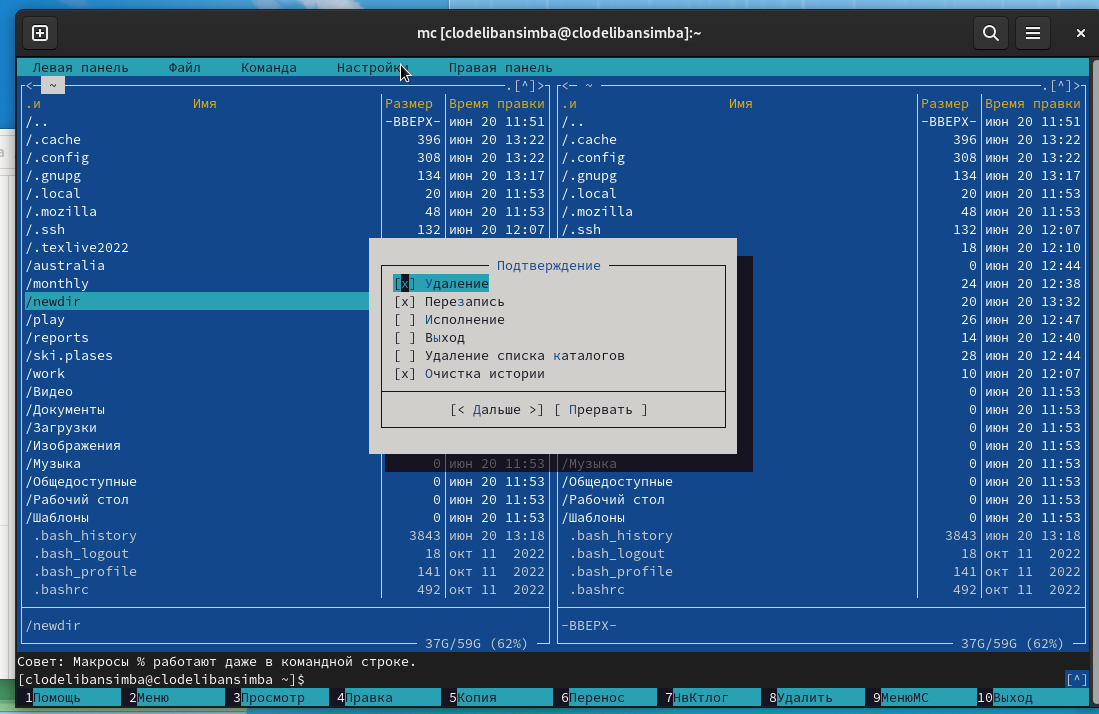 mc [clodelibansimba@clodelibansimba]:~
Левая панель Файл Команда Настройки Правая панель
<─ ~ .[^]> <─ ~ .[^]>
.и Имя Размер Время правки .и Имя Размер Время правки
/.. -ВВЕРХ- июн 20 11:51 /.. -ВВЕРХ- июн 20 11:51
/.cache 396 июн 20 13:22 /.cache 396 июн 20 13:22
/.config 308 июн 20 13:22 /.config 308 июн 20 13:22
/.gnupg 134 июн 20 13:17 /.gnupg 134 июн 20 13:17
/.local 20 июн 20 11:53 /.local 20 июн 20 11:53
/.mozilla 48 июн 20 11:53 /.mozilla 48 июн 20 11:53
/.ssh 132 июн 20 12:07 /.ssh 132 июн 20 12:07
/.texlive2022 18 июн 20 12:10
/australia Подтверждение 0 июн 20 12:44
/monthly [x] Удаление 24 июн 20 12:38
/newdir [x] Перезапись 20 июн 20 13:32
/play [ ] Исполнение 26 июн 20 12:47
/reports [ ] Выход 14 июн 20 12:40
/ski.plases [ ] Удаление списка каталогов 28 июн 20 12:44
/work [x] Очистка истории 10 июн 20 12:07
/Видео 0 июн 20 11:53
/Документы [< Дальше >] [ Прервать ] 0 июн 20 11:53
/Загрузки 0 июн 20 11:53
/Изображения 0 июн 20 11:53
/Музыка 0 июн 20 11:53 /Музыка 0 июн 20 11:53
/Общедоступные 0 июн 20 11:53 /Общедоступные 0 июн 20 11:53
/Рабочий стол 0 июн 20 11:53 /Рабочий стол 0 июн 20 11:53
/Шаблоны 0 июн 20 11:53 /Шаблоны 0 июн 20 11:53
.bash_history 3843 июн 20 13:18 .bash_history 3843 июн 20 13:18
.bash_logout 18 окт 11 2022 .bash_logout 18 окт 11 2022
.bash_profile 141 окт 11 2022 .bash_profile 141 окт 11 2022
.bashrc 492 окт 11 2022 .bashrc 492 окт 11 2022
/newdir -ВВЕРХ-
37G/59G (62%) 37G/59G (62%)
Совет: Макросы % работают даже в командной строке.
[clodelibansimba@clodelibansimba ~]$ [^]
1Помощь 2Меню 3Просмотр 4Правка 5Копия 6Перенос 7НвКтлог 8Удалить 9МенюMC 10Выход